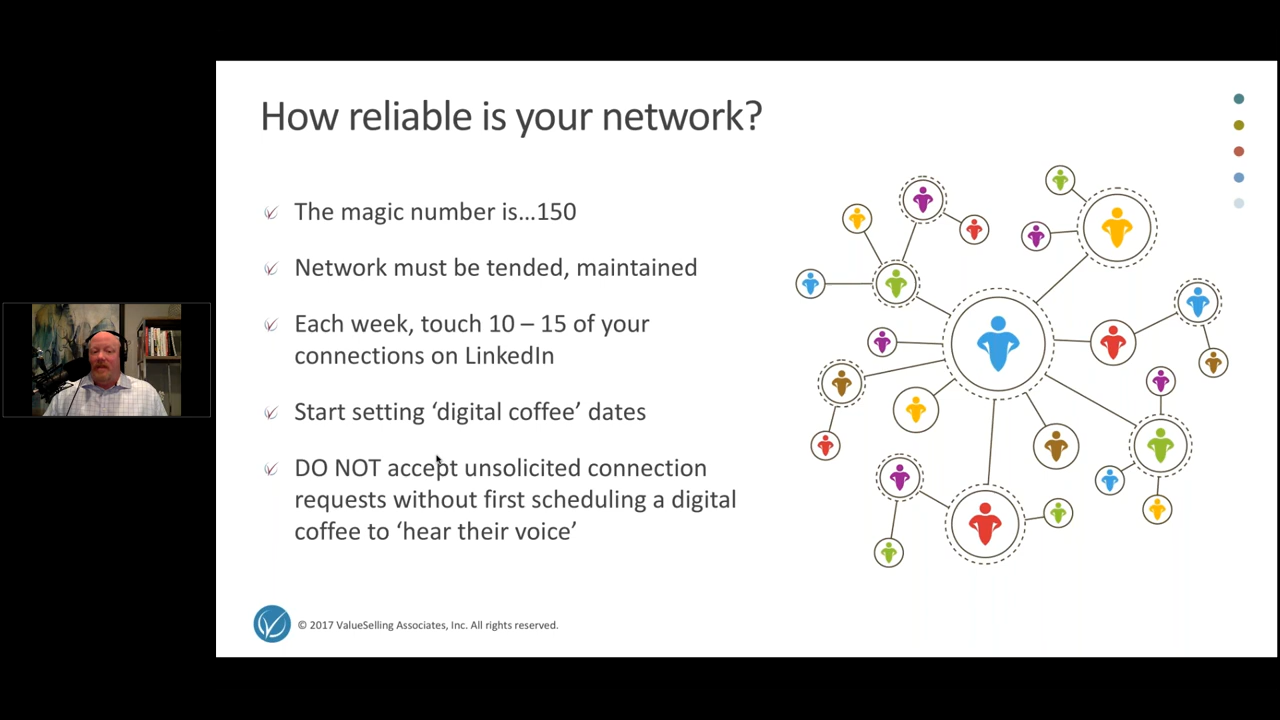 How reliable is your network?
The magic number is...150
Network must be tended, maintained
Each week, touch 10 – 15 of your
connections on LinkedIn
Start setting ‘digital coffee’ dates
DO NOT accept unsolicited connection
requests without first scheduling a digital
coffee to ‘hear their voice’
© 2017 ValueSelling Associates, Inc. All rights reserved.